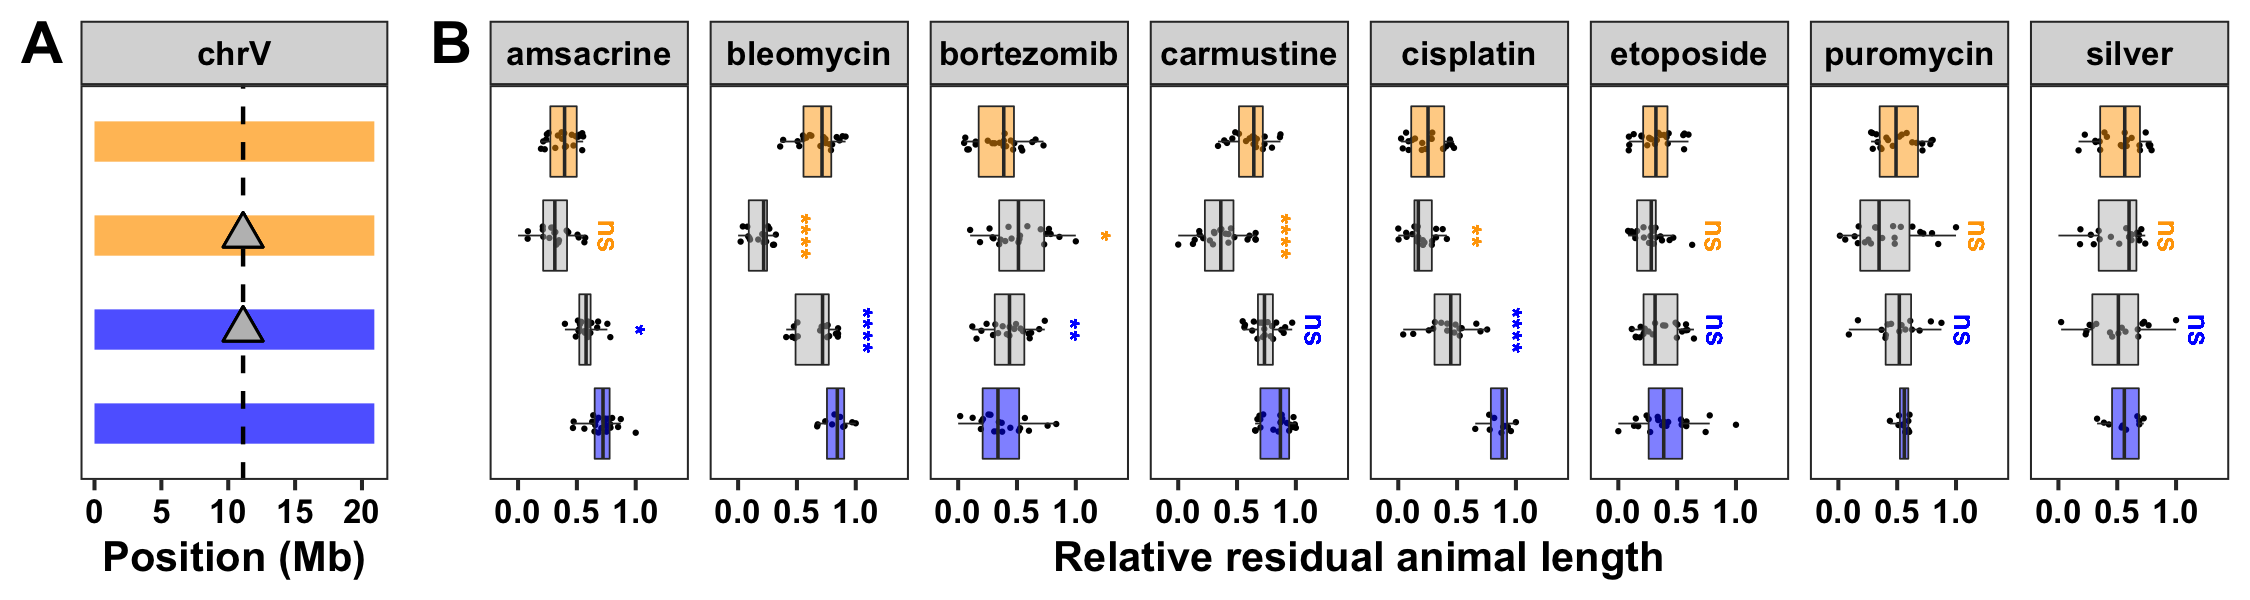 A
chrV
B
amsacrine
bleomycin
bortezomib
carmustine
cisplatin
etoposide
puromycin
silver
ns
****
*
****
**
ns
ns
ns
*
****
**
ns
****
ns
ns
ns
0 5 10 15 20
0.0 0.5 1.0
0.0 0.5 1.0
0.0 0.5 1.0
0.0 0.5 1.0
0.0 0.5 1.0
0.0 0.5 1.0
0.0 0.5 1.0
0.0 0.5 1.0
Position (Mb)
Relative residual animal length